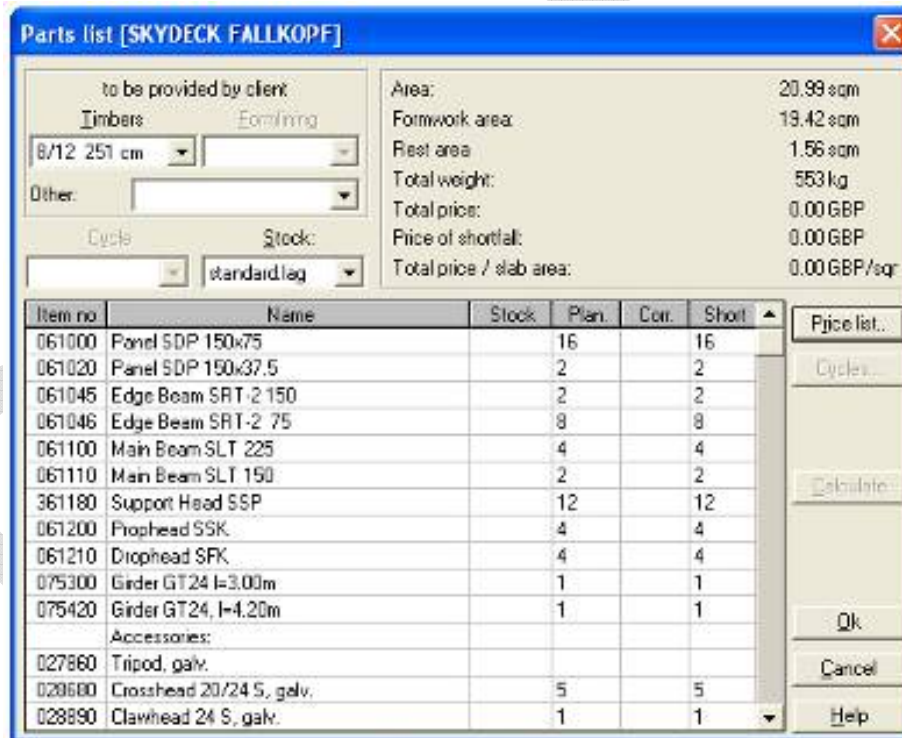 Parts list [SKYDECK FALLKOPF]
to be provided by client
Timbers Formlining
8/12 251 cm
Other:
Cycle Stock:
standard.lag
Area: 20.99 sqm
Formwork area: 19.42 sqm
Rest area 1.56 sqm
Total weight: 553 kg
Total price: 0.00 GBP
Price of shortfall: 0.00 GBP
Total price / slab area: 0.00 GBP/sqr
Item no Name Stock Plan. Corr. Short
061000 Panel SDP 150x75 16 16
061020 Panel SDP 150x37.5 2 2
061045 Edge Beam SRT-2 150 2 2
061046 Edge Beam SRT-2 75 8 8
061100 Main Beam SLT 225 4 4
061110 Main Beam SLT 150 2 2
361180 Support Head SSP 12 12
061200 Prophead SSK 4 4
061210 Drophead SFK 4 4
075300 Girder GT24 l=3.00m 1 1
075420 Girder GT24, l=4.20m 1 1
Accessories:
027860 Tripod, galv.
028680 Crosshead 20/24 S, galv. 5 5
028890 Clawhead 24 S, galv. 1 1
Price list..
Cycles...
Calculate
Ok
Cancel
Help